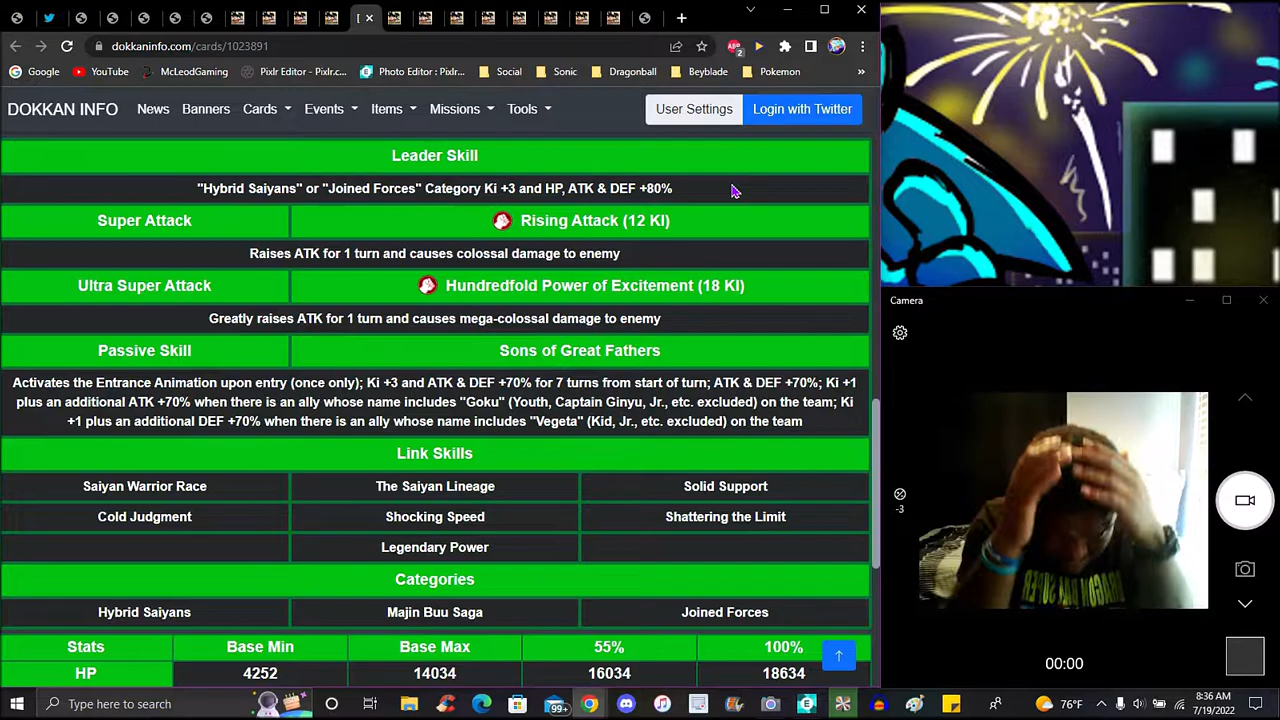 [
dokkaninfo.com/cards/1023891
2
Google YouTube McLeodGaming Pixlr Editor - Pixlr.c... Photo Editor : Pixlr... Social Sonic Dragonball Beyblade Pokemon »
DOKKAN INFO News Banners Cards Events Items Missions Tools User Settings Login with Twitter
Leader Skill
"Hybrid Saiyans" or "Joined Forces" Category Ki +3 and HP, ATK & DEF +80%
Super Attack Rising Attack (12 KI)
Raises ATK for 1 turn and causes colossal damage to enemy
Ultra Super Attack Hundredfold Power of Excitement (18 KI)
Greatly raises ATK for 1 turn and causes mega-colossal damage to enemy
Passive Skill Sons of Great Fathers
Activates the Entrance Animation upon entry (once only); Ki +3 and ATK & DEF +70% for 7 turns from start of turn; ATK & DEF +70%; Ki +1
plus an additional ATK +70% when there is an ally whose name includes "Goku" (Youth, Captain Ginyu, Jr., etc. excluded) on the team; Ki
+1 plus an additional DEF +70% when there is an ally whose name includes "Vegeta" (Kid, Jr., etc. excluded) on the team
Link Skills
Saiyan Warrior Race The Saiyan Lineage Solid Support
Cold Judgment Shocking Speed Shattering the Limit
Legendary Power
Categories
Hybrid Saiyans Majin Buu Saga Joined Forces
Stats Base Min Base Max 55% 100%
HP 4252 14034 16034 18634
Camera
-3
00:00
Type here to search
99+
76°F
8:36 AM
7/19/2022